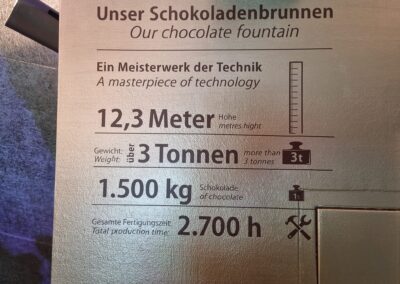 Unser Schokoladenbrunnen
Our chocolate fountain
Ein Meisterwerk der Technik
A masterpiece of technology
12,3 Meter Höhe
metres hight
Gewicht: über 3 Tonnen more than
Weight: 3 tonnes
3t
1.500 kg Schokolade
of chocolate
1t
Gesamte Fertigungszeit: 2.700 h
Total production time: